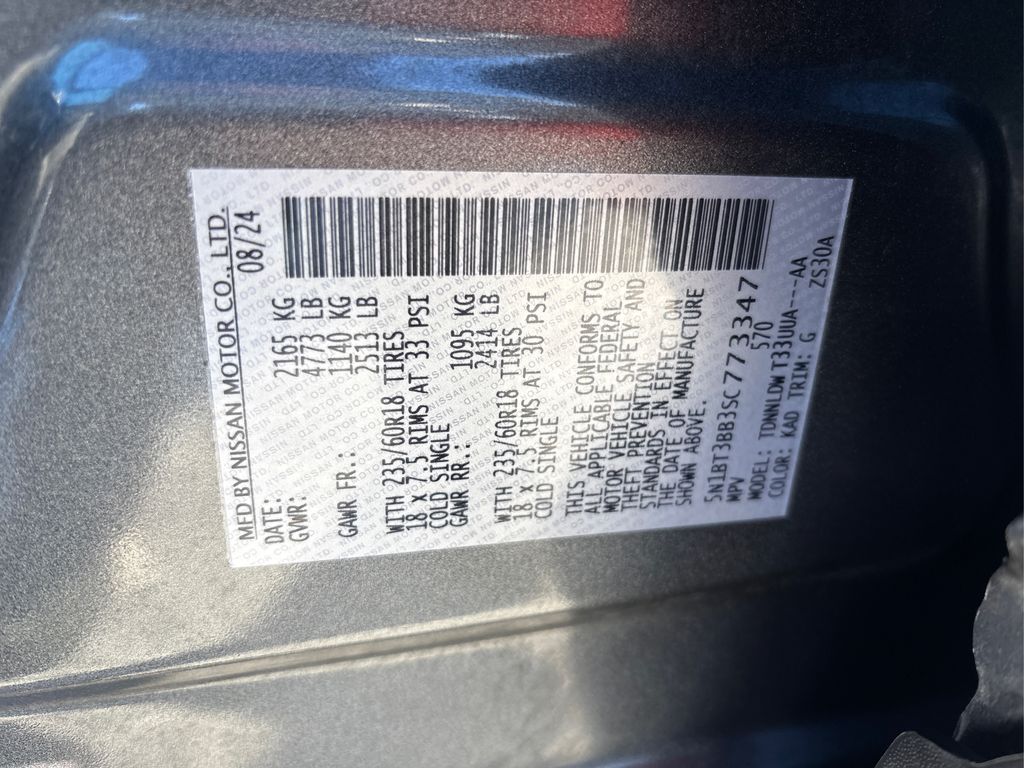 MFD BY NISSAN MOTOR CO., LTD.
DATE: 08/24
GVWR: 2165 KG
4773 LB
GAWR FR.: 1140 KG
2513 LB
WITH 235/60R18 TIRES
18 X 7.5 RIMS AT 33 PSI
COLD SINGLE
GAWR RR.: 1095 KG
2414 LB
WITH 235/60R18 TIRES
18 X 7.5 RIMS AT 30 PSI
COLD SINGLE
THIS VEHICLE CONFORMS TO
ALL APPLICABLE FEDERAL
MOTOR VEHICLE SAFETY AND
THEFT PREVENTION
STANDARDS IN EFFECT ON
THE DATE OF MANUFACTURE
SHOWN ABOVE.
5N1BT3BB3SC773347
MPV 570
MODEL: TDNNLDW T33UUA----AA
COLOR: KAD TRIM: G ZS30A